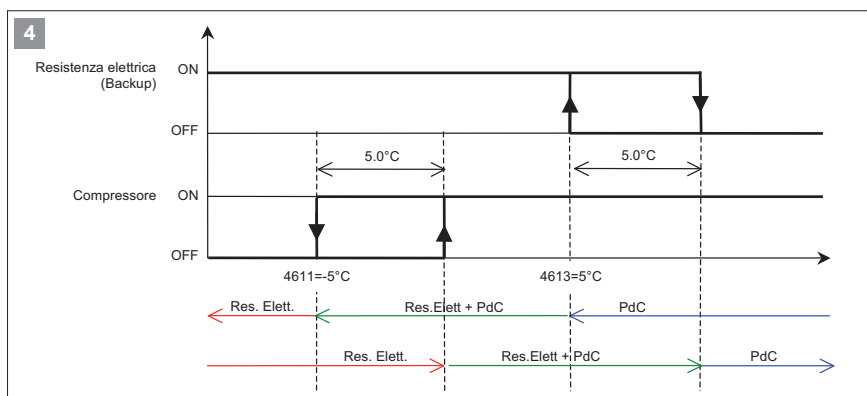 4
Resistenza elettrica
(Backup)
ON
OFF
5.0°C
5.0°C
Compressore
ON
OFF
4611=-5°C
4613=5°C
Res. Elett.
Res.Elett + PdC
PdC
Res. Elett.
Res.Elett + PdC
PdC